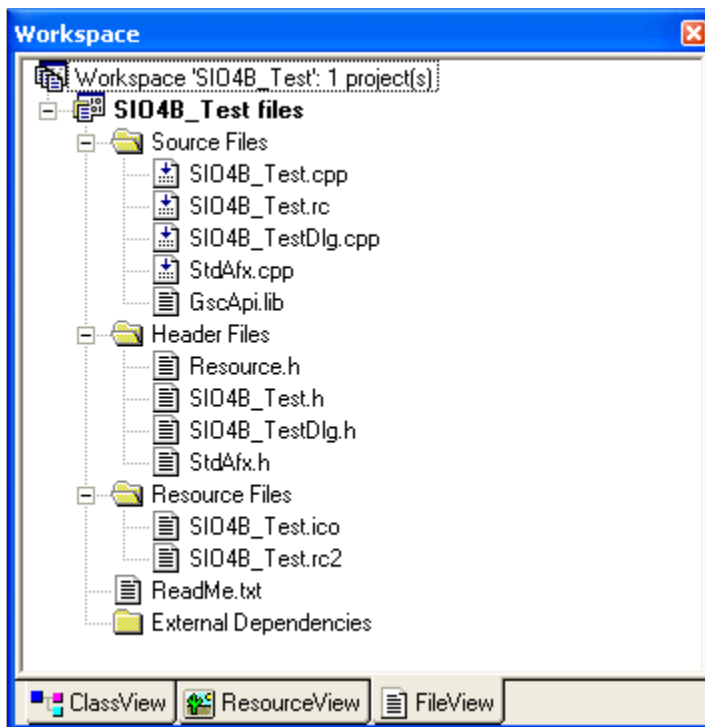 Workspace
Workspace 'SIO4B_Test': 1 project(s)
SIO4B_Test files
Source Files
SIO4B_Test.cpp
SIO4B_Test.rc
SIO4B_TestDlg.cpp
StdAfx.cpp
GscApi.lib
Header Files
Resource.h
SIO4B_Test.h
SIO4B_TestDlg.h
StdAfx.h
Resource Files
SIO4B_Test.ico
SIO4B_Test.rc2
ReadMe.txt
External Dependencies
ClassView ResourceView FileView